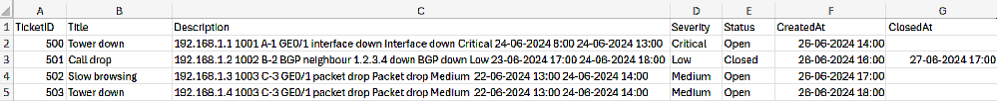 A B C D E F G
1 TicketID Title Description Severity Status CreatedAt ClosedAt
2 500 Tower down 192.168.1.1 1001 A-1 GE0/1 interface down Interface down Critical 24-06-2024 8:00 24-06-2024 13:00 Critical Open 26-06-2024 14:00
3 501 Call drop 192.168.1.2 1002 B-2 BGP neighbour 1.2.3.4 down BGP down Low 23-06-2024 17:00 24-06-2024 18:00 Low Closed 26-06-2024 16:00 27-06-2024 17:00
4 502 Slow browsing 192.168.1.3 1003 C-3 GE0/1 packet drop Packet drop Medium 22-06-2024 13:00 24-06-2024 14:00 Medium Open 26-06-2024 17:00
5 503 Tower down 192.168.1.4 1003 C-3 GE0/1 packet drop Packet drop Medium 22-06-2024 13:00 24-06-2024 14:00 Medium Open 26-06-2024 18:00